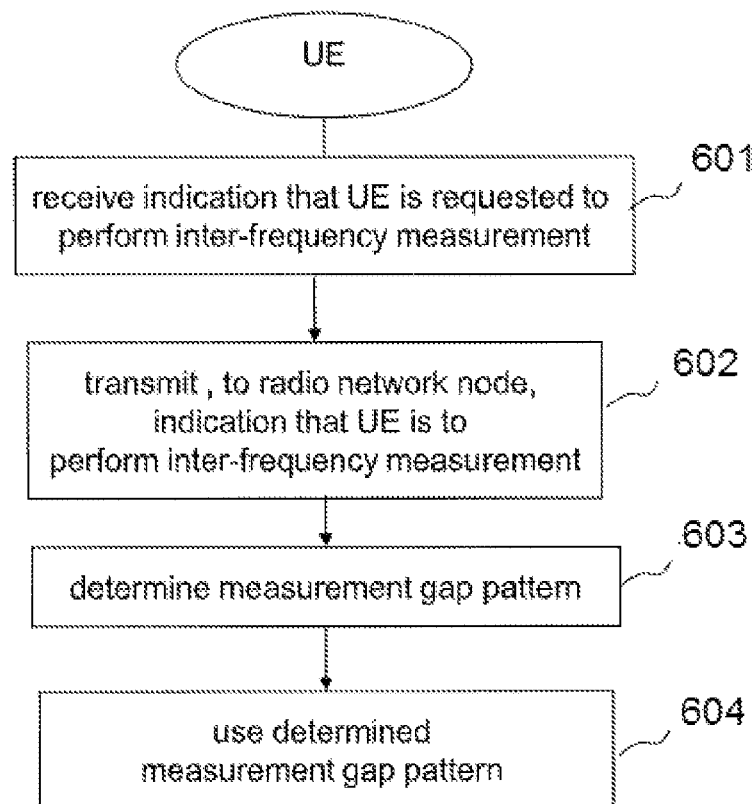 UE
601
receive indication that UE is requested to
perform inter-frequency measurement
602
transmit , to radio network node,
indication that UE is to
perform inter-frequency measurement
603
determine measurement gap pattern
604
use determined
measurement gap pattern